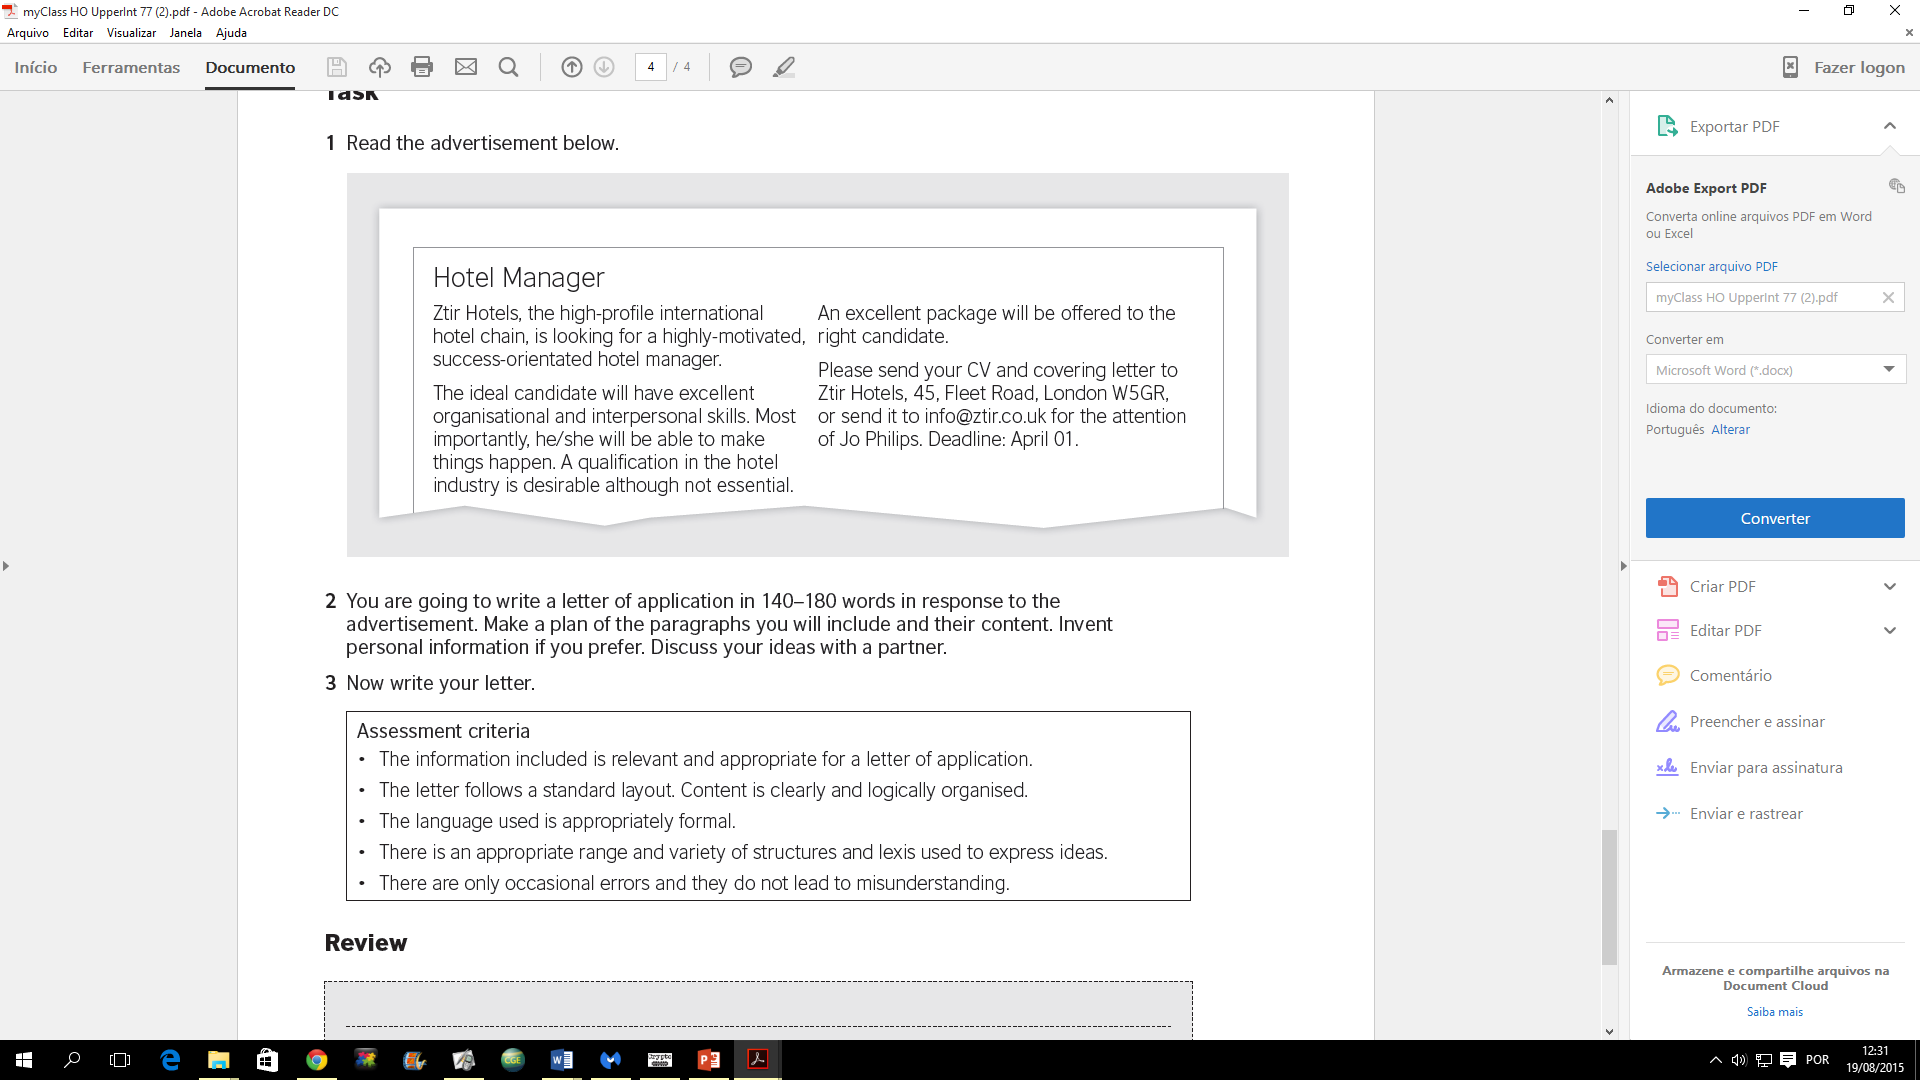 myClass HO UpperInt 77 (2).pdf - Adobe Acrobat Reader DC
Arquivo Editar Visualizar Janela Ajuda
Início Ferramentas Documento 4 / 4 Fazer logon
Task
1 Read the advertisement below.
Hotel Manager
Ztir Hotels, the high-profile international
hotel chain, is looking for a highly-motivated,
success-orientated hotel manager.
The ideal candidate will have excellent
organisational and interpersonal skills. Most
importantly, he/she will be able to make
things happen. A qualification in the hotel
industry is desirable although not essential.
An excellent package will be offered to the
right candidate.
Please send your CV and covering letter to
Ztir Hotels, 45, Fleet Road, London W5GR,
or send it to info@ztir.co.uk for the attention
of Jo Philips. Deadline: April 01.
2 You are going to write a letter of application in 140–180 words in response to the
advertisement. Make a plan of the paragraphs you will include and their content. Invent
personal information if you prefer. Discuss your ideas with a partner.
3 Now write your letter.
Assessment criteria
• The information included is relevant and appropriate for a letter of application.
• The letter follows a standard layout. Content is clearly and logically organised.
• The language used is appropriately formal.
• There is an appropriate range and variety of structures and lexis used to express ideas.
• There are only occasional errors and they do not lead to misunderstanding.
Review
Exportar PDF
Adobe Export PDF
Converta online arquivos PDF em Word
ou Excel
Selecionar arquivo PDF
myClass HO UpperInt 77 (2).pdf
Converter em
Microsoft Word (*.docx)
Idioma do documento:
Português Alterar
Converter
Criar PDF
Editar PDF
Comentário
Preencher e assinar
Enviar para assinatura
Enviar e rastrear
Armazene e compartilhe arquivos na
Document Cloud
Saiba mais
CGE
Crypto
POR
12:31
19/08/2015